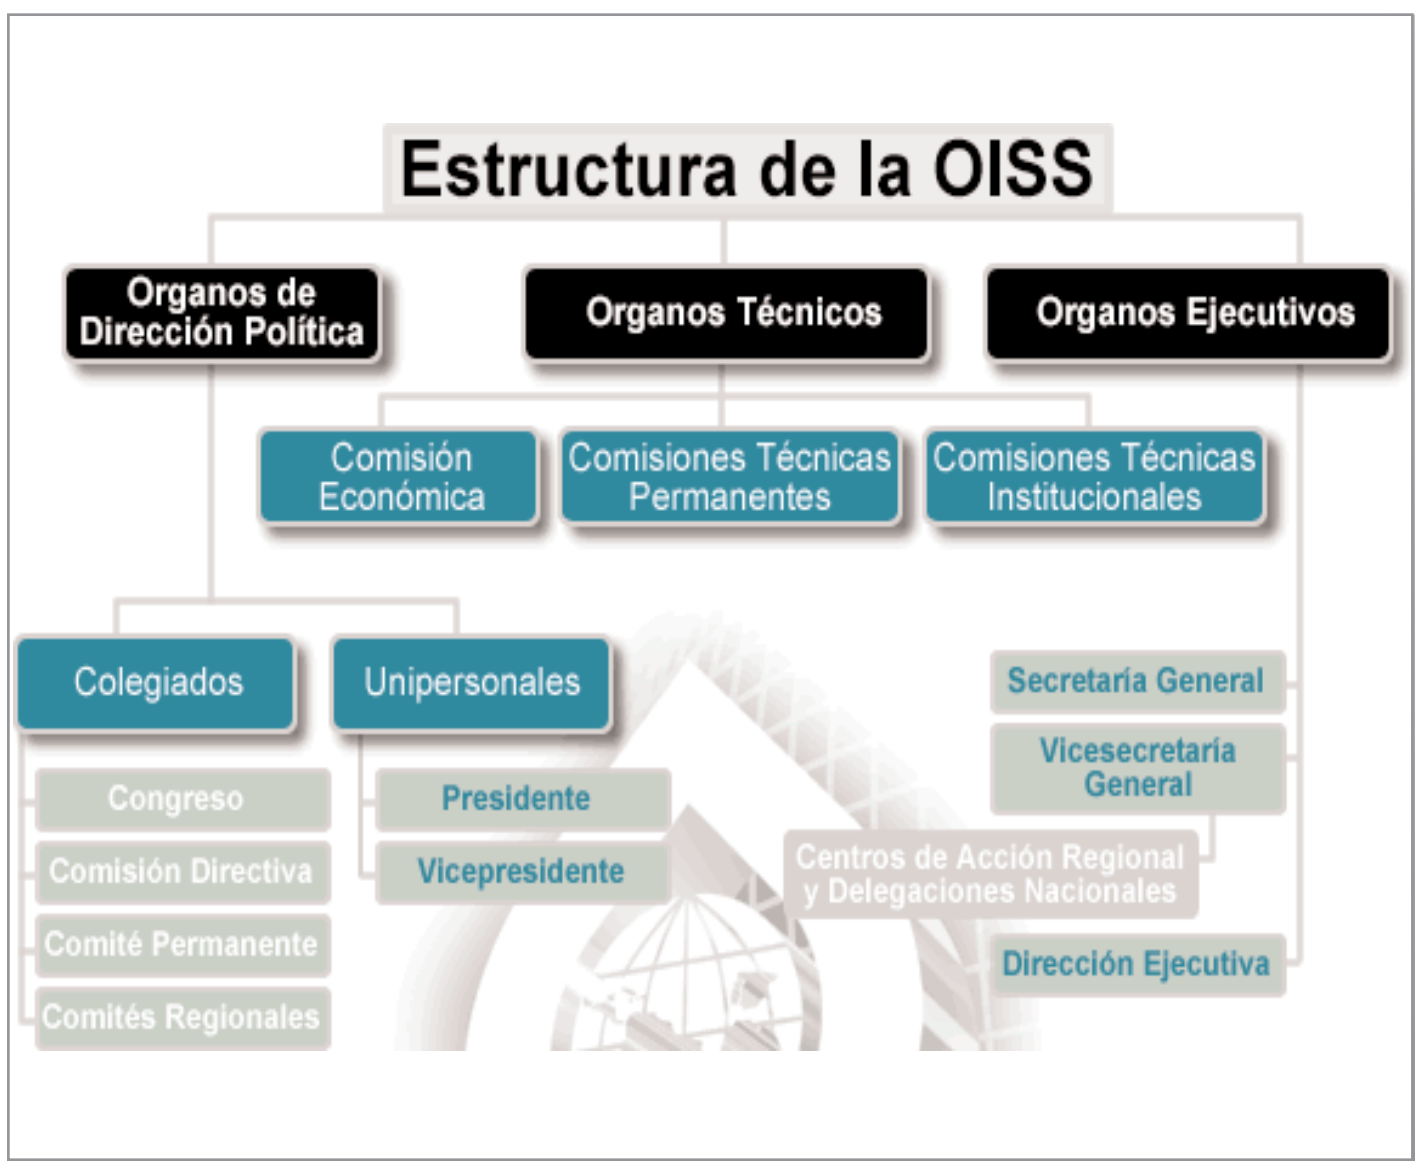 Estructura de la OISS
Organos de
Dirección Política
Organos Técnicos
Organos Ejecutivos
Comisión
Económica
Comisiones Técnicas
Permanentes
Comisiones Técnicas
Institucionales
Colegiados
Unipersonales
Congreso
Comisión Directiva
Comité Permanente
Comités Regionales
Presidente
Vicepresidente
Secretaría General
Vicesecretaría
General
Centros de Acción Regional
y Delegaciones Nacionales
Dirección Ejecutiva